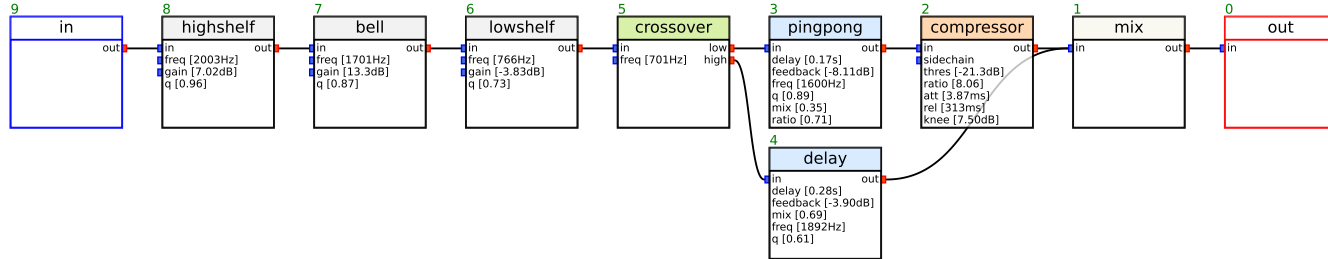 9
in
out
8
highshelf
in out
freq [2003Hz]
gain [7.02dB]
q [0.96]
7
bell
in out
freq [1701Hz]
gain [13.3dB]
q [0.87]
6
lowshelf
in out
freq [766Hz]
gain [-3.83dB]
q [0.73]
5
crossover
in low
freq [701Hz] high
3
pingpong
in out
delay [0.17s]
feedback [-8.11dB]
freq [1600Hz]
q [0.89]
mix [0.35]
ratio [0.71]
2
compressor
in out
sidechain
thres [-21.3dB]
ratio [8.06]
att [3.87ms]
rel [313ms]
knee [7.50dB]
1
mix
in out
0
out
in
4
delay
in out
delay [0.28s]
feedback [-3.90dB]
mix [0.69]
freq [1892Hz]
q [0.61]